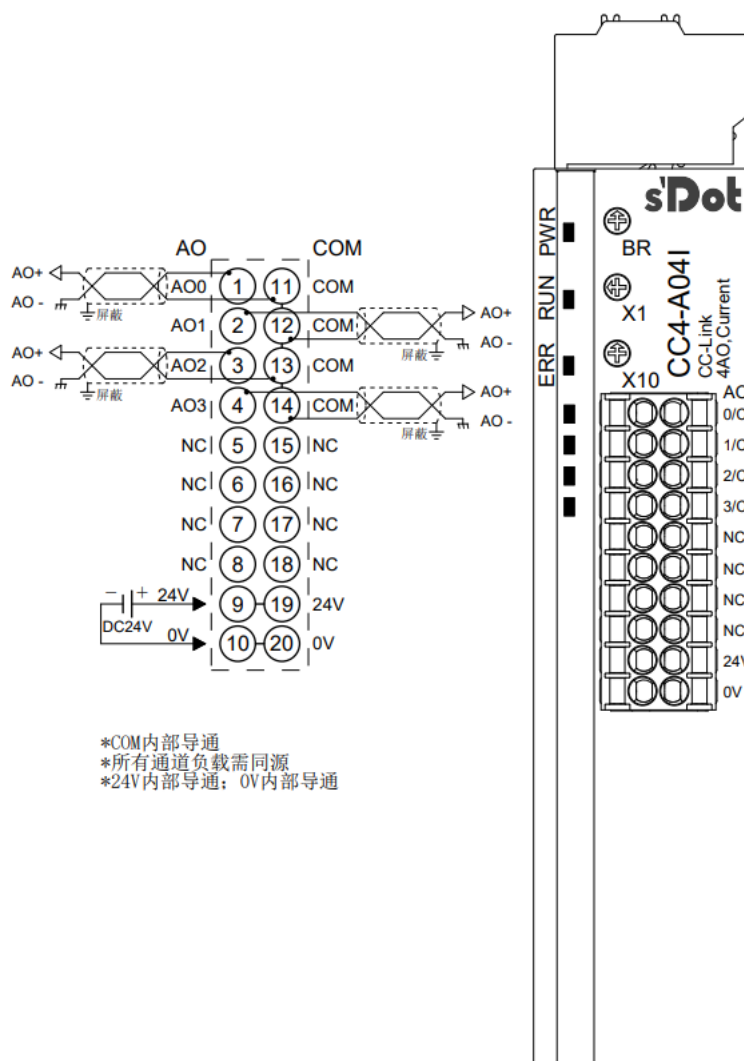 AO COM
AO+ AO0 1 11 COM
AO - 屏蔽
AO1 2 12 COM AO+
屏蔽 AO -
AO+ AO2 3 13 COM
AO - 屏蔽
AO3 4 14 COM AO+
屏蔽 AO -
NC 5 15 NC
NC 6 16 NC
NC 7 17 NC
NC 8 18 NC
- + 24V 9 19 24V
DC24V
0V 10 20 0V
*COM内部导通
*所有通道负载需同源
*24V内部导通; 0V内部导通
s'Dot
PWR
RUN
ERR
BR
X1
X10
CC4-A04I
CC-Link
4AO,Current
0/
1/
2/
3/
NC
NC
NC
NC
24V
0V